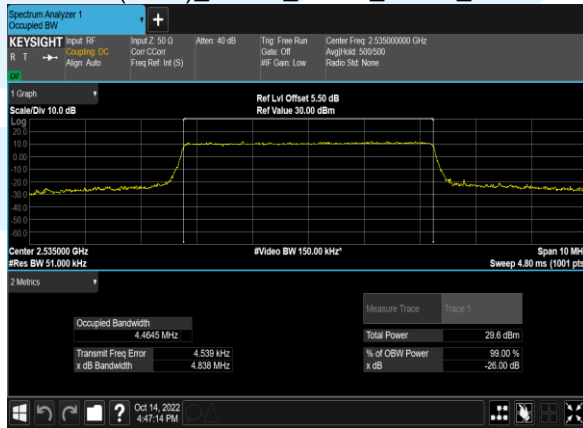 Spectrum Analyzer 1
Occupied BW
KEYSIGHT
R T
Input: RF
Coupling: DC
Align: Auto
Input Z: 50 Ω
Corr CCorr
Freq Ref: Int (S)
Atten: 40 dB
Trig: Free Run
Gate: Off
#IF Gain: Low
Center Freq: 2.535000000 GHz
Avg|Hold: 500/500
Radio Std: None
1 Graph
Scale/Div 10.0 dB
Ref Lvl Offset 5.50 dB
Ref Value 30.00 dBm
Log
20.0
10.0
0.00
-10.0
-20.0
-30.0
-40.0
-50.0
-60.0
Center 2.535000 GHz
#Res BW 51.000 kHz
#Video BW 150.00 kHz*
Span 10 MH
Sweep 4.80 ms (1001 pts
2 Metrics
Measure Trace Trace 1
Occupied Bandwidth
4.4645 MHz
Total Power 29.6 dBm
Transmit Freq Error 4.539 kHz
% of OBW Power 99.00 %
x dB Bandwidth 4.838 MHz
x dB -26.00 dB
?
Oct 14, 2022
4:47:14 PM